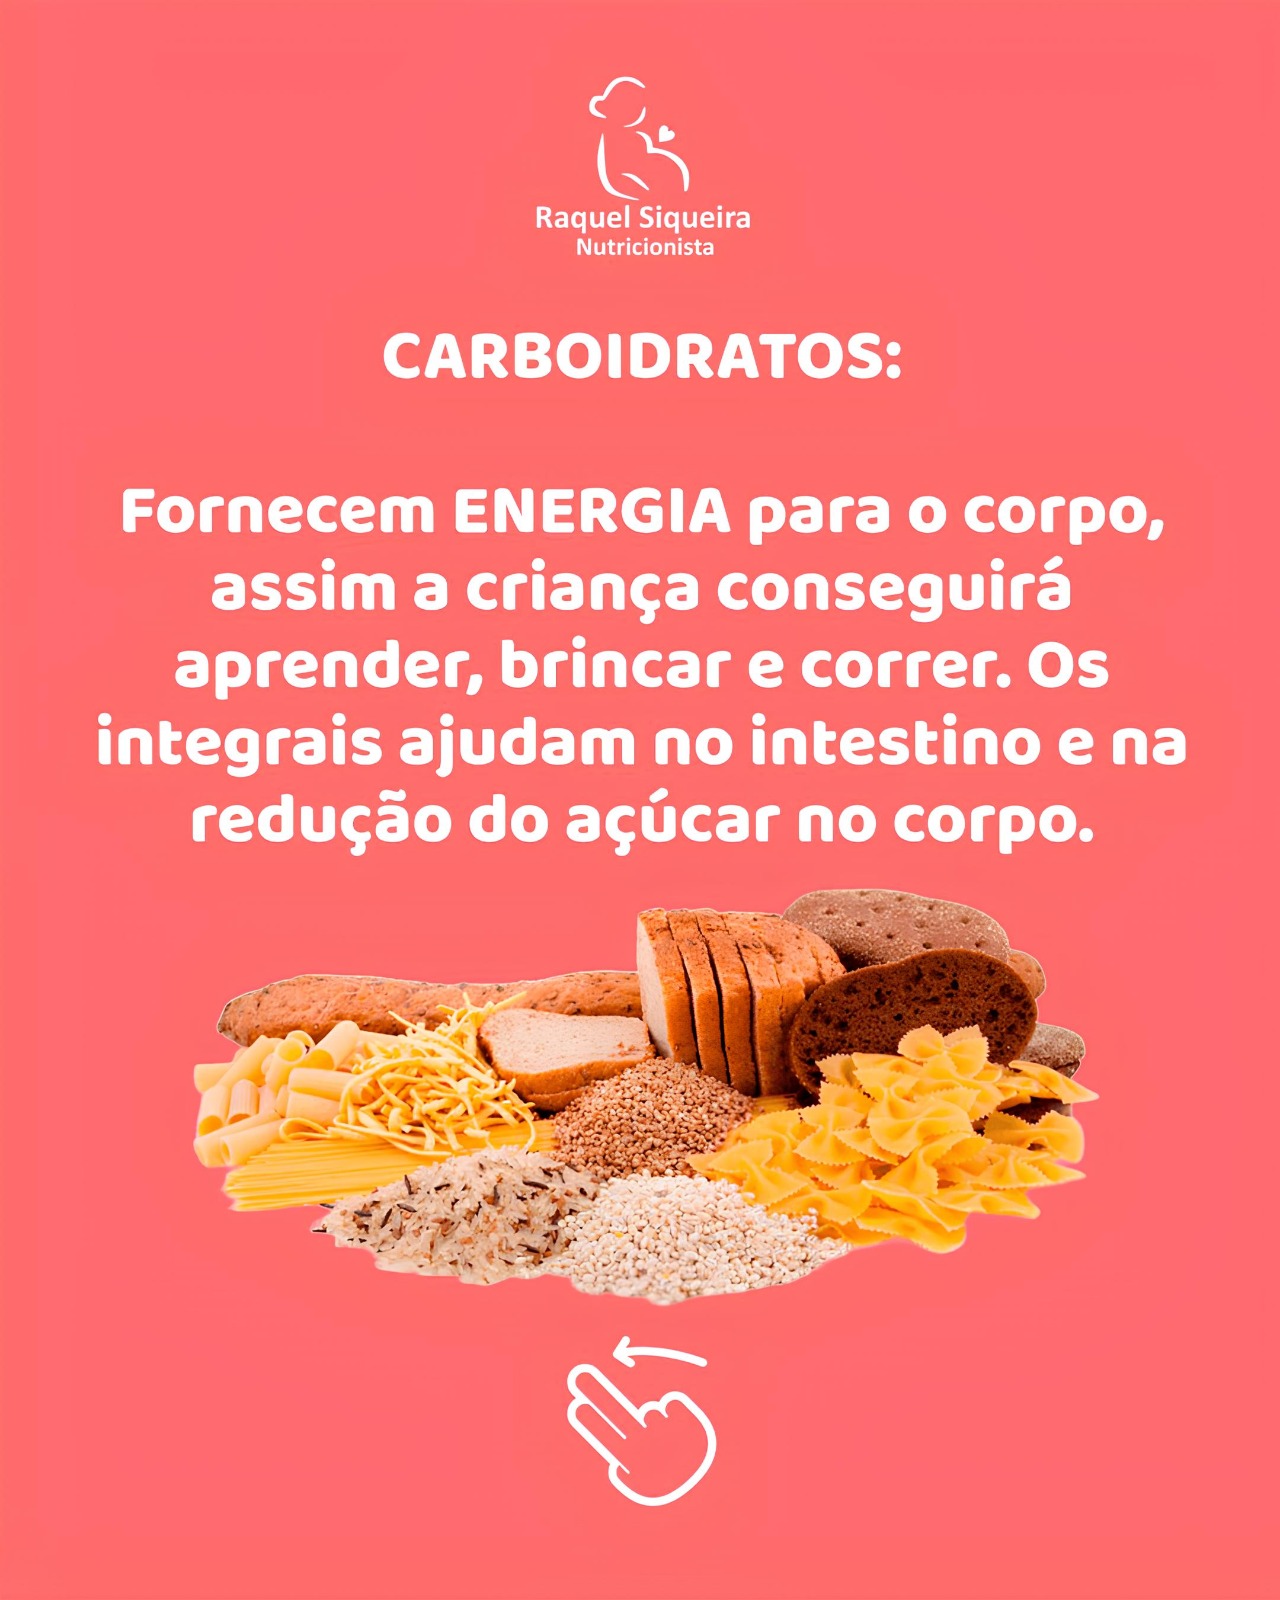 Raquel Siqueira
Nutricionista
CARBOIDRATOS:
Fornecem ENERGIA para o corpo,
assim a criança conseguirá
aprender, brincar e correr. Os
integrais ajudam no intestino e na
redução do açúcar no corpo.